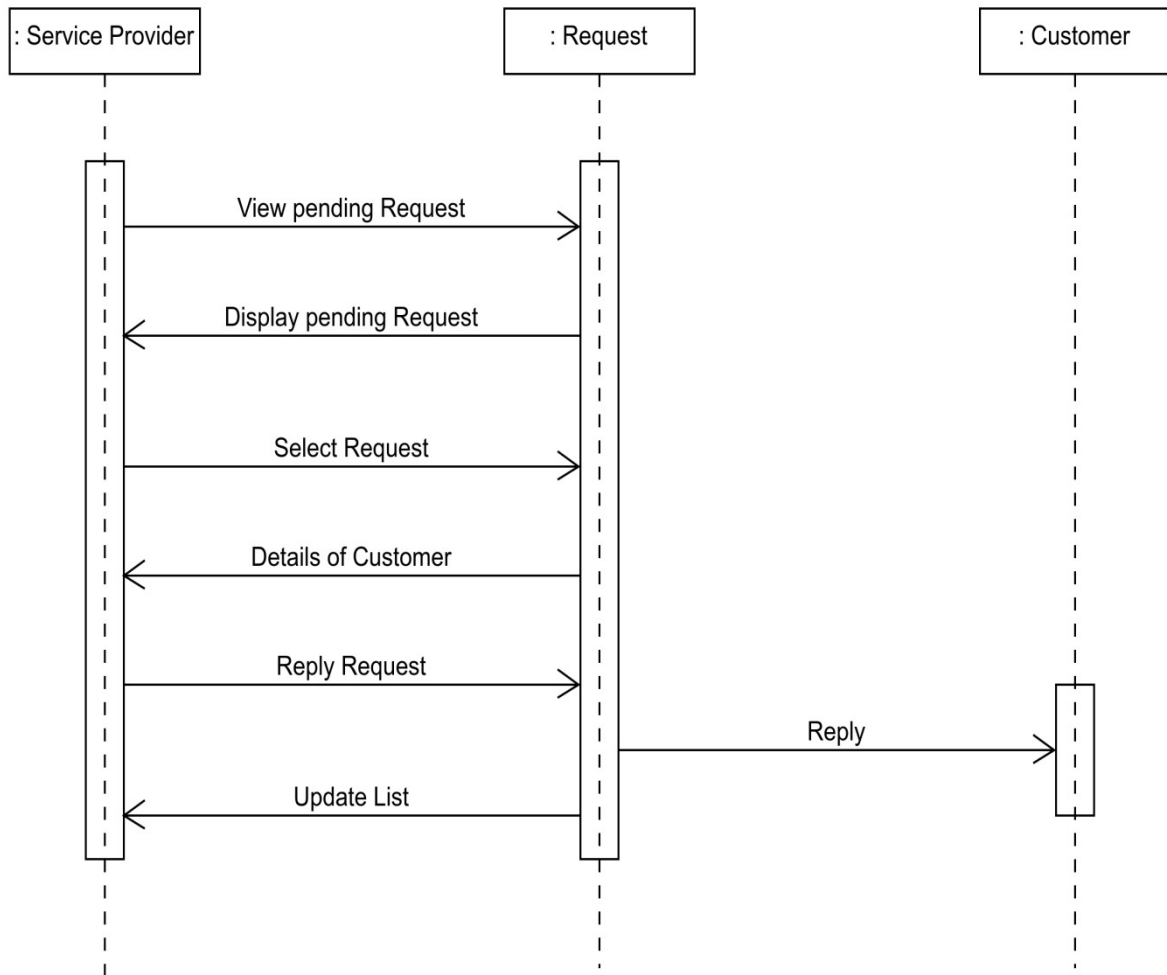 : Service Provider
: Request
: Customer
View pending Request
Display pending Request
Select Request
Details of Customer
Reply Request
Reply
Update List